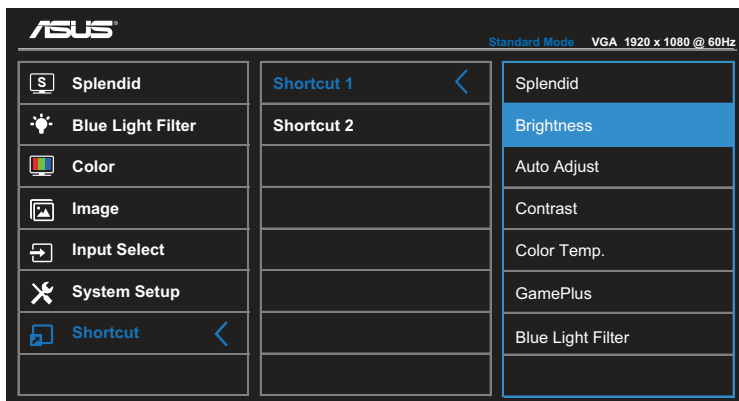 ASUS
Standard Mode VGA 1920 x 1080 @ 60Hz
S Splendid
Blue Light Filter
Color
Image
Input Select
System Setup
Shortcut
Shortcut 1
Shortcut 2
Splendid
Brightness
Auto Adjust
Contrast
Color Temp.
GamePlus
Blue Light Filter